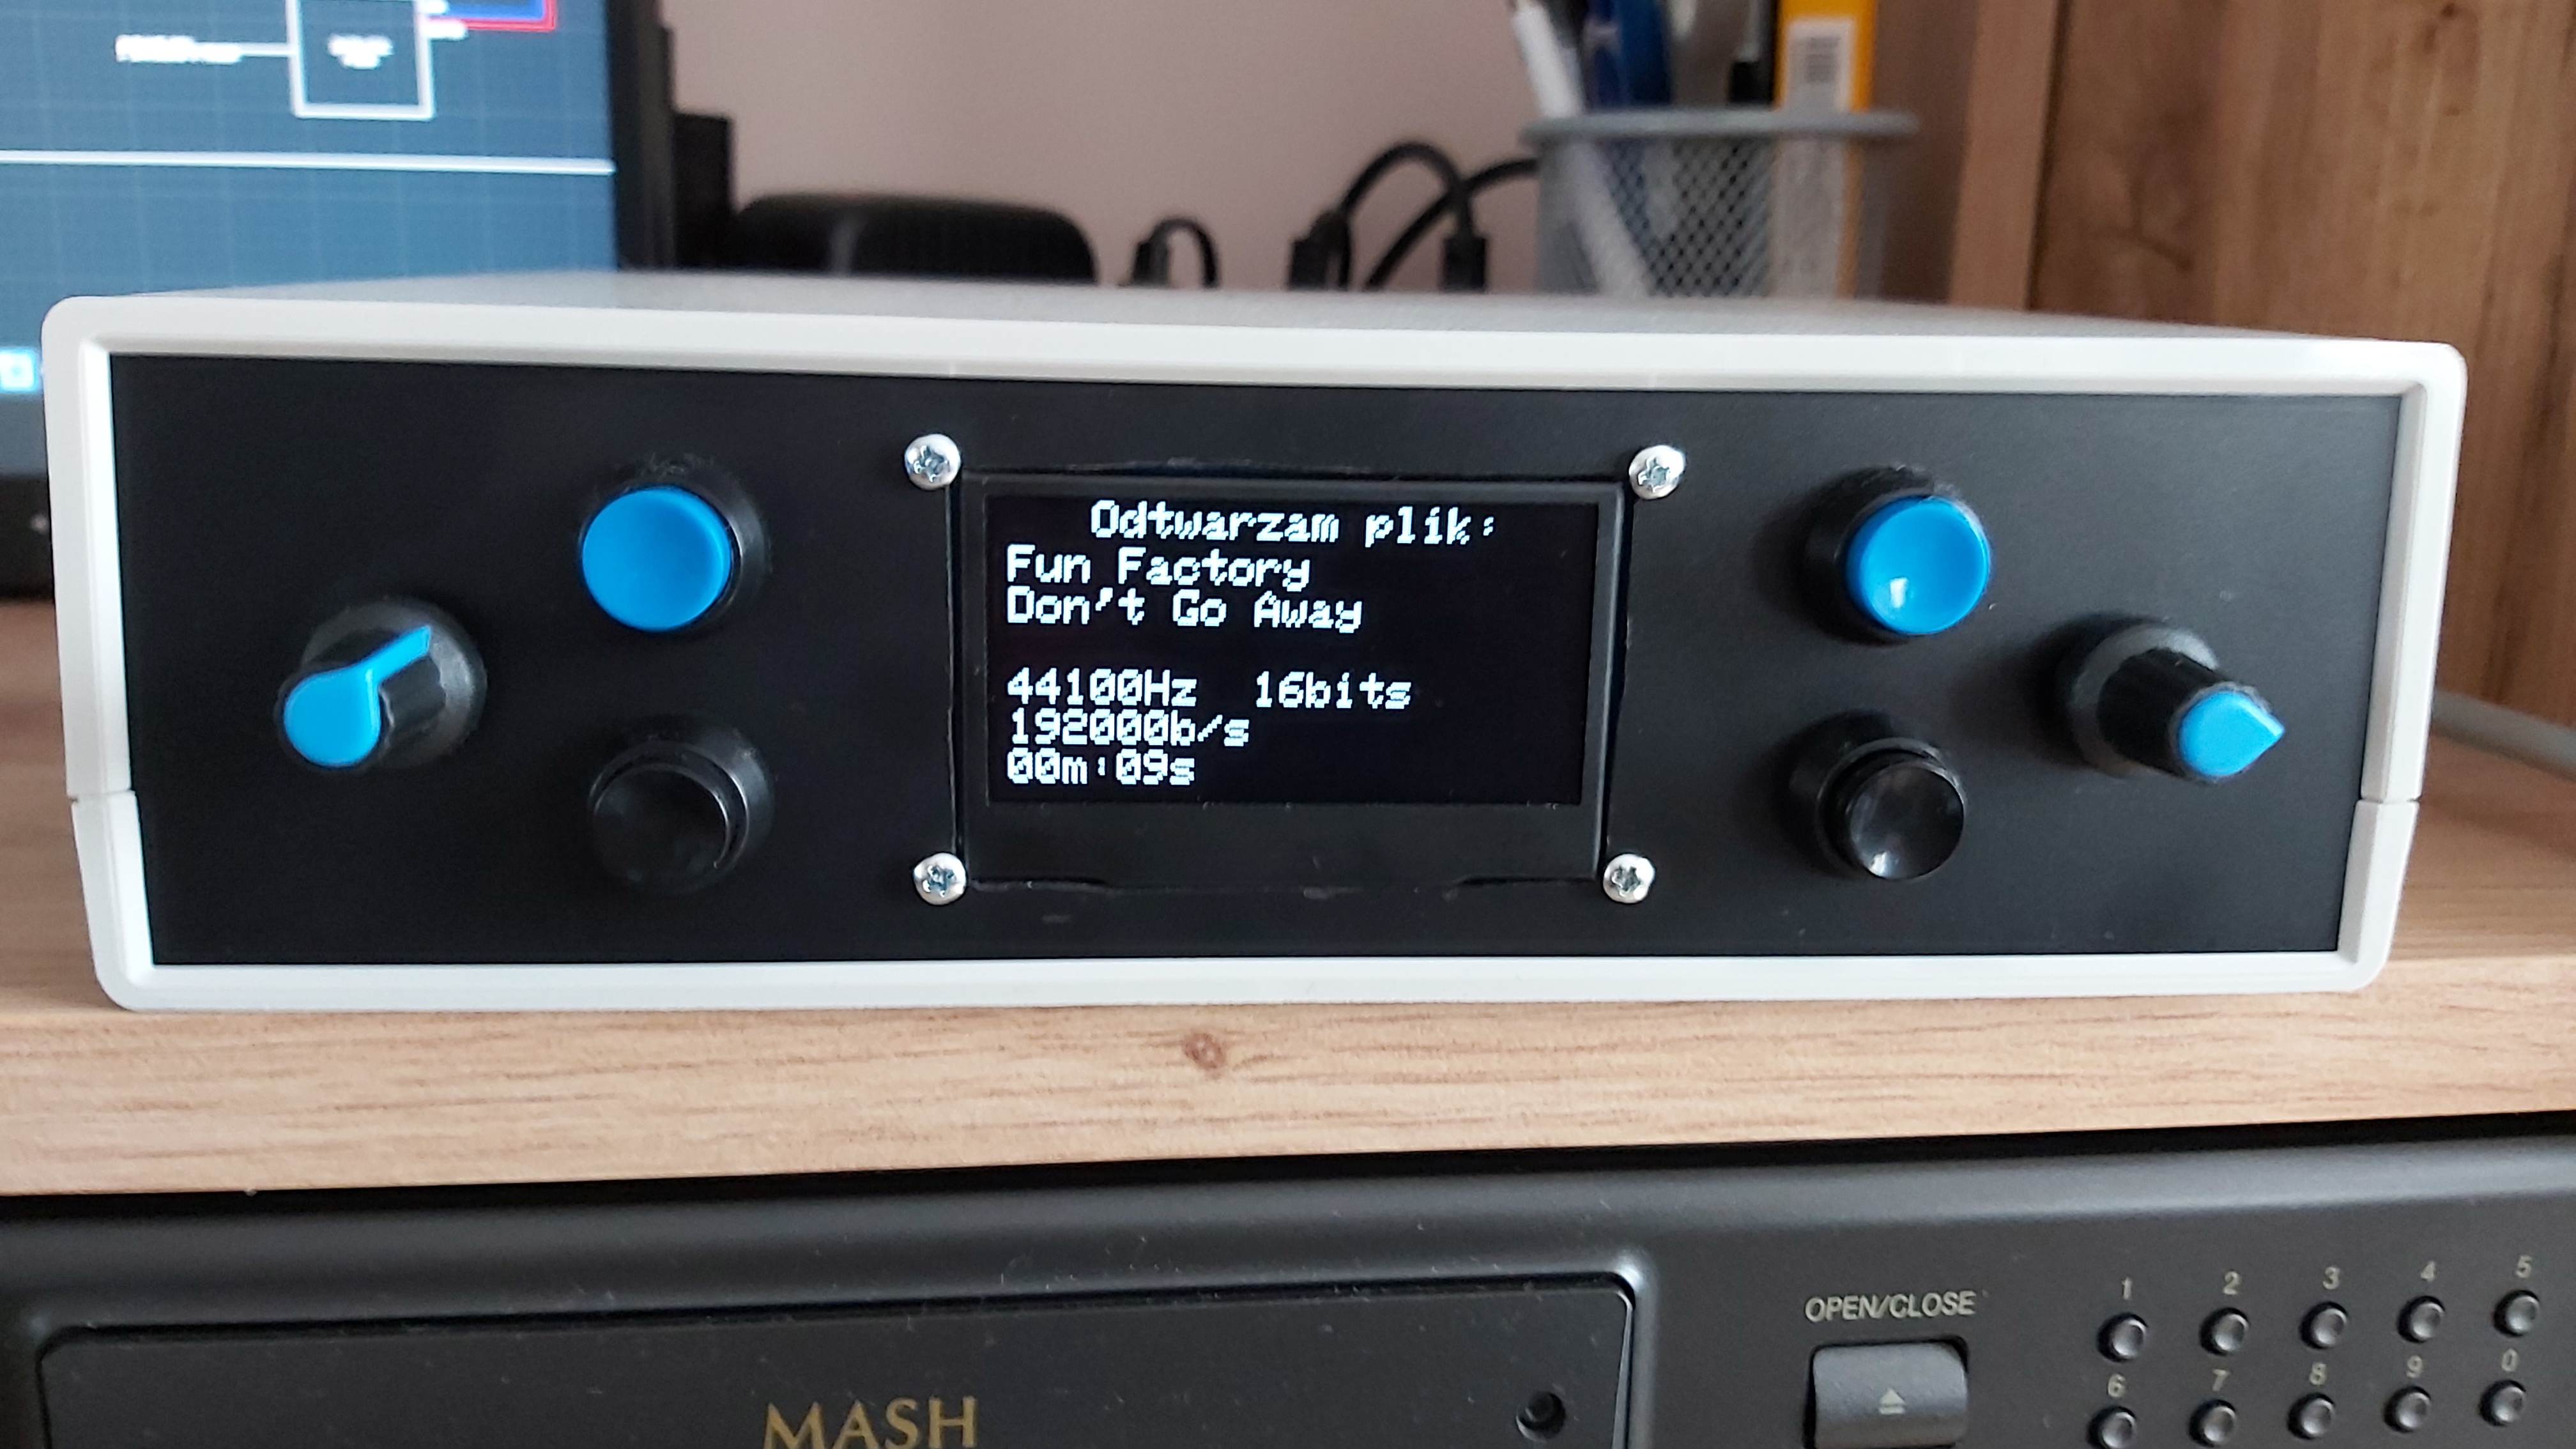 Odtwarzam plik:
Fun Factory
Don't Go Away
44100Hz 16bits
192000b/s
00m:09s
OPEN/CLOSE
1 2 3 4 5
6 7 8 9 0
MASH